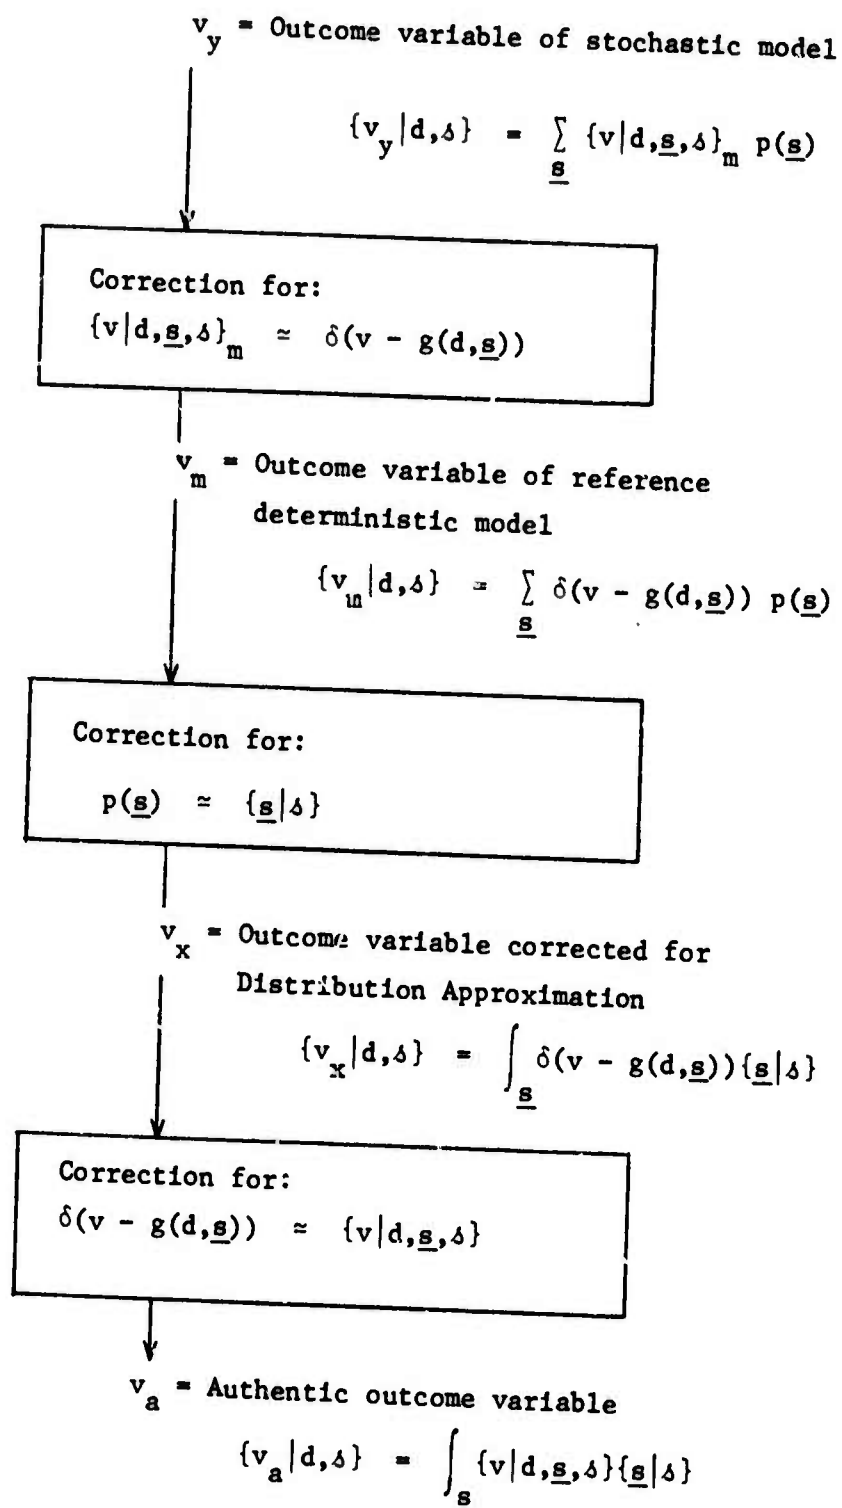 v_y = Outcome variable of stochastic model
{v_y|d,𝓈} = ∑_s̲ {v|d,s̲,𝓈}_m p(s̲)
Correction for:
{v|d,s̲,𝓈}_m ≃ δ(v - g(d,s̲))
v_m = Outcome variable of reference
deterministic model
{v_m|d,𝓈} = ∑_s̲ δ(v - g(d,s̲)) p(s̲)
Correction for:
p(s̲) ≃ {s̲|𝓈}
v_x = Outcome variable corrected for
Distribution Approximation
{v_x|d,𝓈} = ∫_s̲ δ(v - g(d,s̲)){s̲|𝓈}
Correction for:
δ(v - g(d,s̲)) ≃ {v|d,s̲,𝓈}
v_a = Authentic outcome variable
{v_a|d,𝓈} = ∫_s {v|d,s̲,𝓈}{s̲|𝓈}